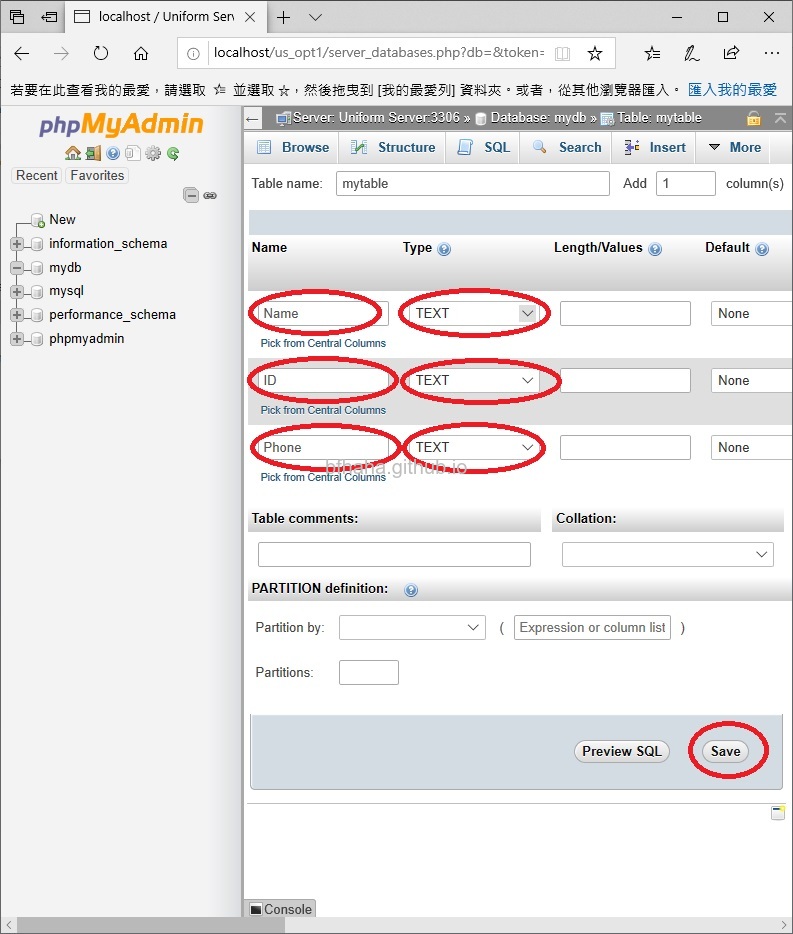 localhost / Uniform Serv
localhost/us_opt1/server_databases.php?db=&token=
若要在此查看我的最愛，請選取 並選取 ☆，然後拖曳到 [我的最愛列] 資料夾。或者，從其他瀏覽器匯入。 匯入我的最愛
phpMyAdmin
Recent Favorites
New
information_schema
mydb
mysql
performance_schema
phpmyadmin
Server: Uniform Server:3306 » Database: mydb » Table: mytable
Browse Structure SQL Search Insert More
Table name: mytable Add 1 column(s)
Name Type Length/Values Default
Name TEXT None
Pick from Central Columns
ID TEXT None
Pick from Central Columns
Phone TEXT None
bfhaha.github.io
Pick from Central Columns
Table comments: Collation:
PARTITION definition:
Partition by: ( Expression or column list )
Partitions:
Preview SQL Save
Console